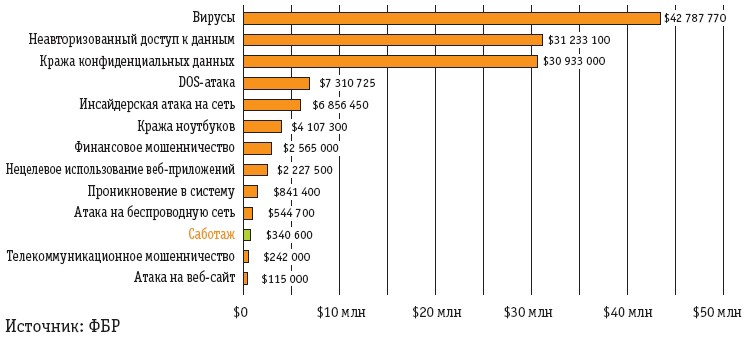 Вирусы $42 787 770
Неавторизованный доступ к данным $31 233 100
Кража конфиденциальных данных $30 933 000
DOS-атака $7 310 725
Инсайдерская атака на сеть $6 856 450
Кража ноутбуков $4 107 300
Финансовое мошенничество $2 565 000
Нецелевое использование веб-приложений $2 227 500
Проникновение в систему $841 400
Атака на беспроводную сеть $544 700
Саботаж $340 600
Телекоммуникационное мошенничество $242 000
Атака на веб-сайт $115 000
$0 $10 млн $20 млн $30 млн $40 млн $50 млн
Источник: ФБР